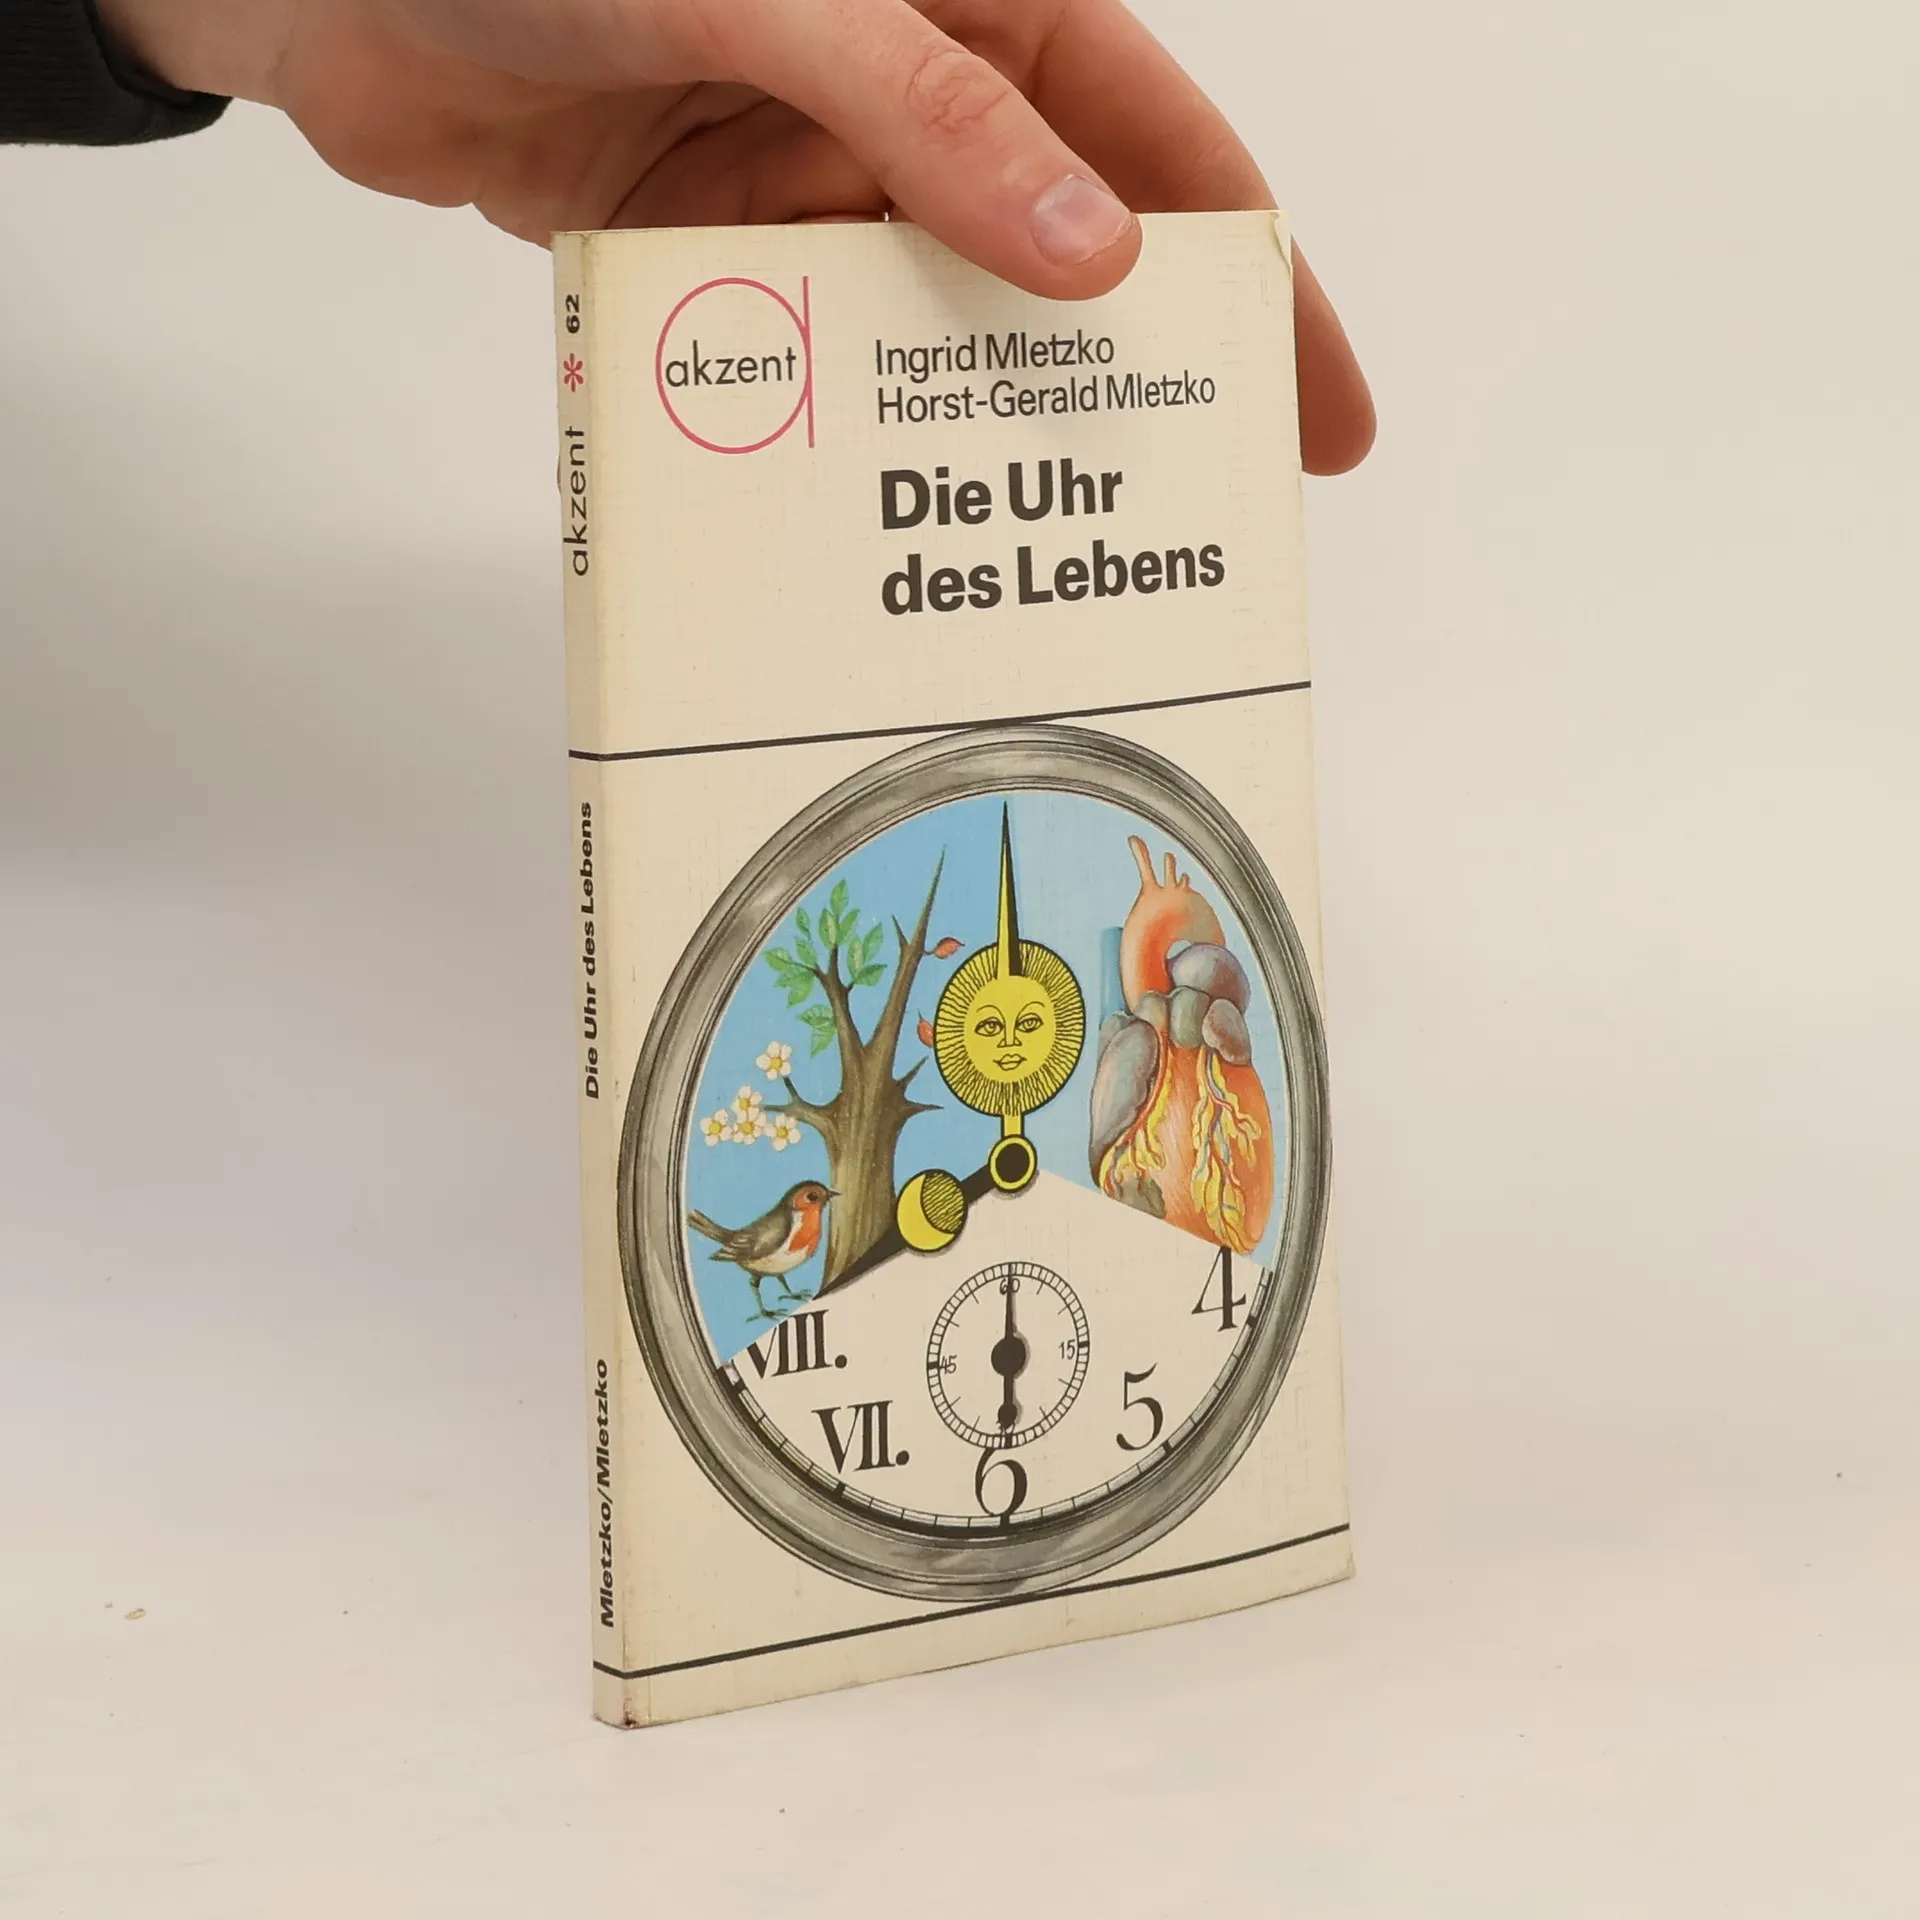 akzent
Ingrid Mletzko
Horst-Gerald Mletzko
Die Uhr
des Lebens
akzent * 62
Die Uhr des Lebens
Mletzko/Mletzko
60
15
45
VIII.
VII.
6
5
4